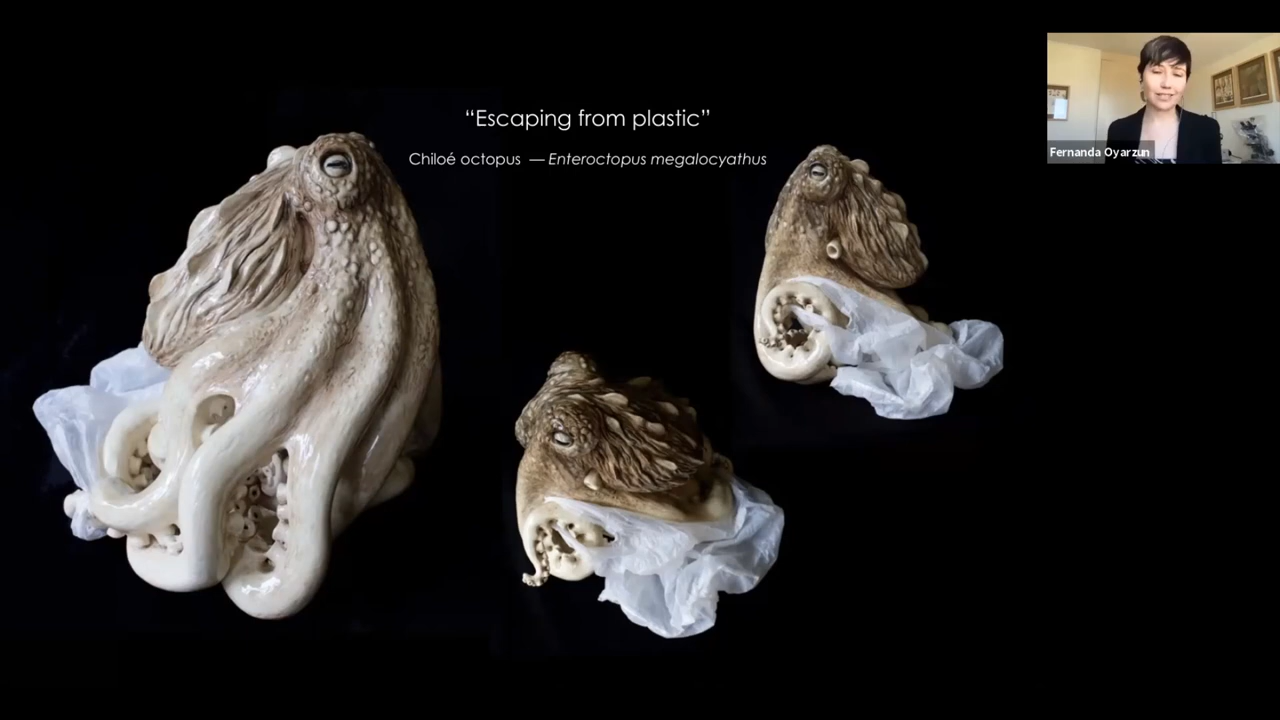 “Escaping from plastic”
Chiloé octopus — Enteroctopus megalocyathus
Fernanda Oyarzun